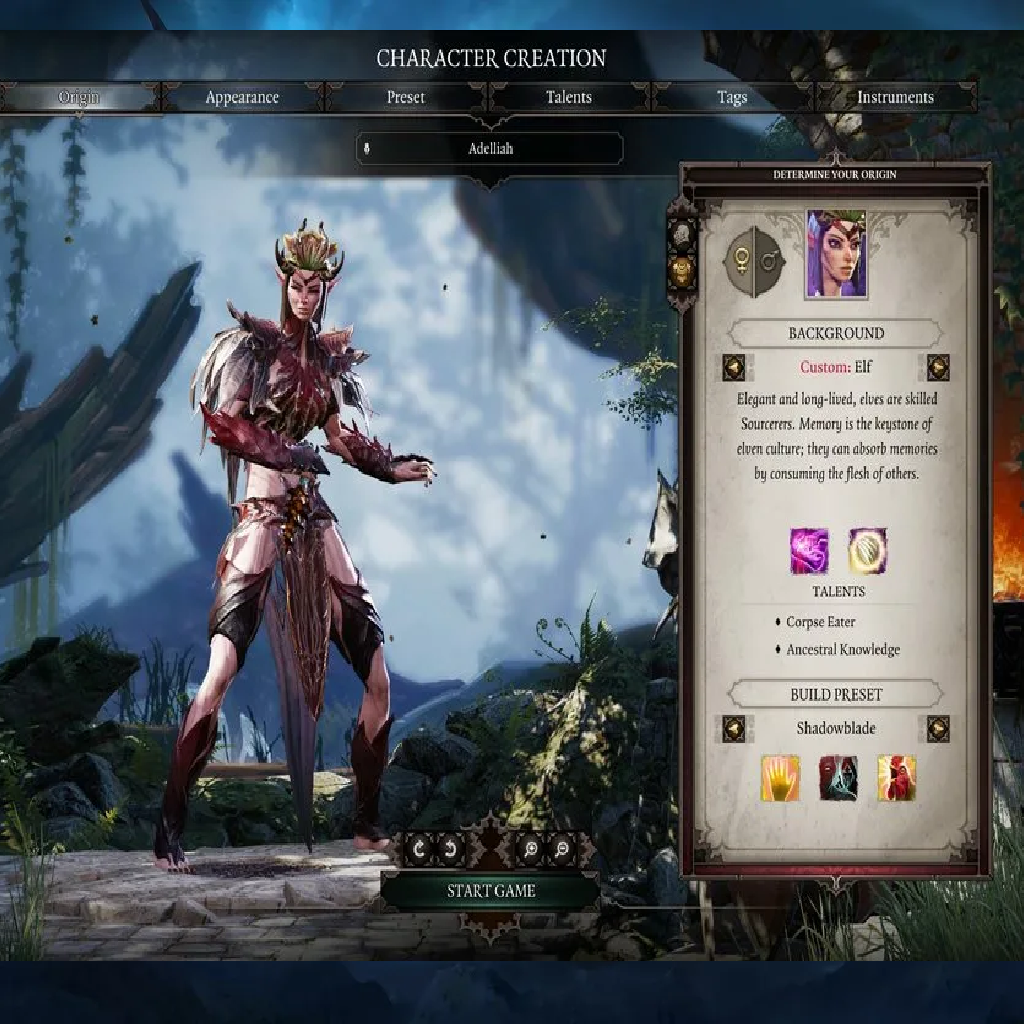 CHARACTER CREATION
Origin Appearance Preset Talents Tags Instruments
Adelliah
DETERMINE YOUR ORIGIN
BACKGROUND
Custom: Elf
Elegant and long-lived, elves are skilled
Sourcerers. Memory is the keystone of
elven culture; they can absorb memories
by consuming the flesh of others.
TALENTS
Corpse Eater
Ancestral Knowledge
BUILD PRESET
Shadowblade
START GAME